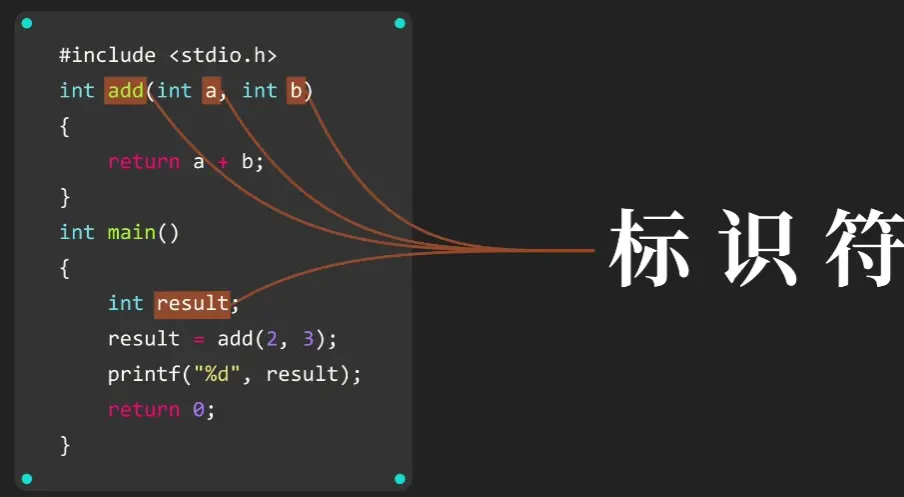 #include <stdio.h>
int add(int a, int b)
{
    return a + b;
}
int main()
{
    int result;
    result = add(2, 3);
    printf("%d", result);
    return 0;
}
标识符